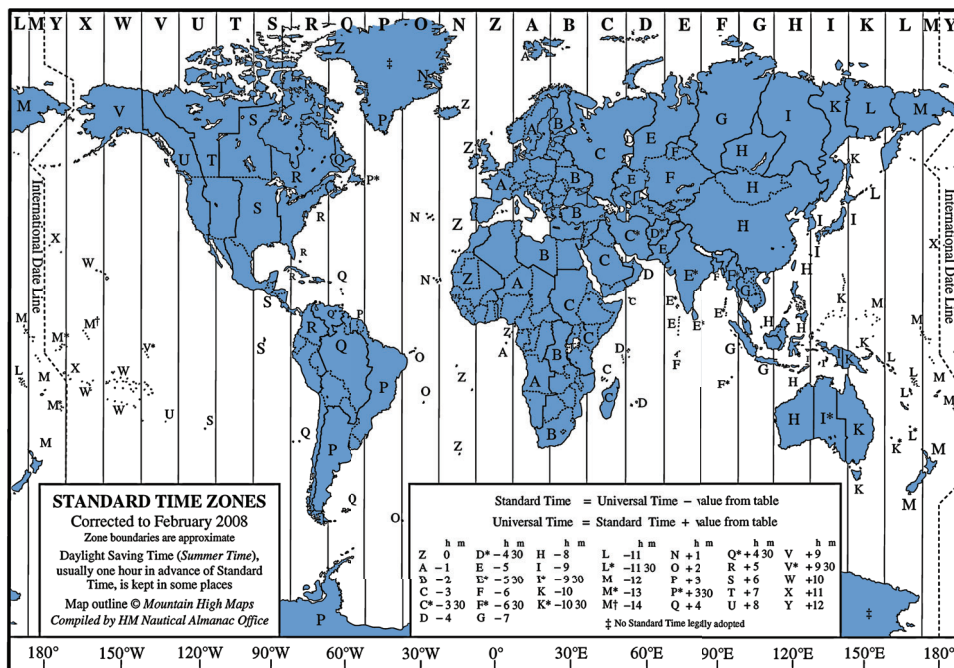 L M Y X W V U T S R Q P O N Z A B C D E F G H I K L M Y
Z ‡ N A
T
M V S P Z A B C E G I K L M
U T Z H
Q F K
R P* A B E F H L
International Date Line
S R N Z B C* D* E H I I
International Date Line
X R X
W R Q N Z A B C D E* F F H K M
S G
M M† R Q P C E* F* E* H H K M
M* V* S Q O Z A B C D E F G I K
L M X W W P O Z C F* G H L M
M* W U S A D H I* K L* M
M Q P Z B K* M
K M
Q
O
STANDARD TIME ZONES
Corrected to February 2008
Zone boundaries are approximate
Daylight Saving Time (Summer Time),
usually one hour in advance of Standard
Time, is kept in some places
Map outline © Mountain High Maps
Compiled by HM Nautical Almanac Office
Standard Time = Universal Time − value from table
Universal Time = Standard Time + value from table
h m h m h m h m h m h m h m
Z 0 D* − 4 30 H − 8 L −11 N + 1 Q* + 4 30 V + 9
A − 1 E − 5 I − 9 L* −11 30 O + 2 R + 5 V* + 9 30
B − 2 E* − 5 30 I* − 9 30 M −12 P + 3 S + 6 W +10
C − 3 F − 6 K −10 M* −13 P* + 3 30 T + 7 X +11
C* − 3 30 F* − 6 30 K* −10 30 M† −14 Q + 4 U + 8 Y +12
D − 4 G − 7
‡ No Standard Time legally adopted
P ‡
180° 150°W 120°W 90°W 60°W 30°W 0° 30°E 60°E 90°E 120°E 150°E 180°